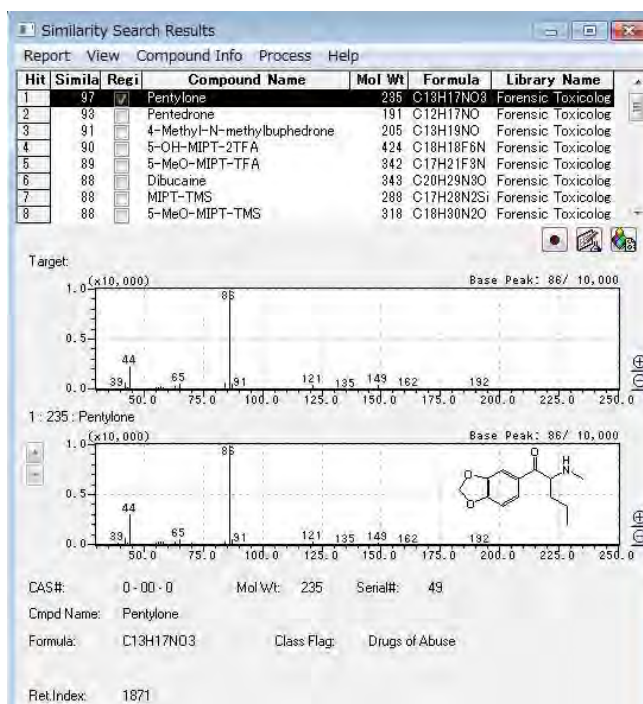 Similarity Search Results
Report View Compound Info Process Help
Hit Simila Regi Compound Name Mol Wt Formula Library Name
1 97 Pentylone 235 C13H17NO3 Forensic Toxicolog
2 93 Pentedrone 191 C12H17NO Forensic Toxicolog
3 91 4-Methyl-N-methylbuphedrone 205 C13H19NO Forensic Toxicolog
4 90 5-OH-MIPT-2TFA 424 C18H18F6N Forensic Toxicolog
5 89 5-MeO-MIPT-TFA 342 C17H21F3N Forensic Toxicolog
6 88 Dibucaine 343 C20H29N3O Forensic Toxicolog
7 88 MIPT-TMS 288 C17H28N2Si Forensic Toxicolog
8 88 5-MeO-MIPT-TMS 318 C18H30N2O Forensic Toxicolog
Target:
(x10,000) Base Peak: 86/ 10,000
1.0
86
0.5
44
39 65 91 121 135 149 162 192
0.0
50.0 75.0 100.0 125.0 150.0 175.0 200.0 225.0 250.0
1 : 235 : Pentylone
(x10,000) Base Peak: 86/ 10,000
1.0
86
O H N
0.5
44
O O
39 65 91 121 135 149 162 192
0.0
50.0 75.0 100.0 125.0 150.0 175.0 200.0 225.0 250.0
CAS#: 0 - 00 - 0 Mol Wt: 235 Serial#: 49
Cmpd Name: Pentylone
Formula: C13H17NO3 Class Flag: Drugs of Abuse
Ret.Index: 1871